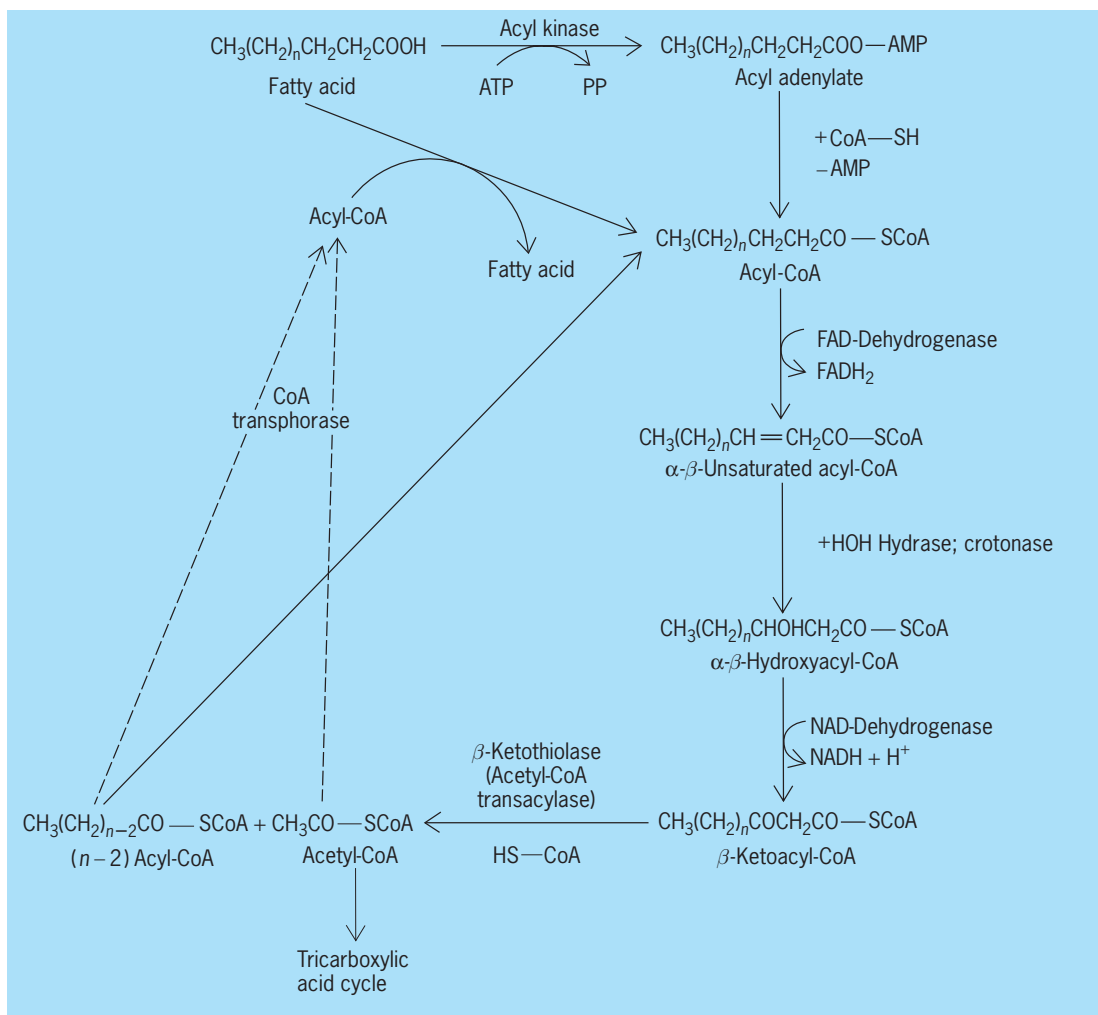 CH₃(CH₂)ₙCH₂CH₂COOH
Fatty acid
Acyl kinase
ATP
PP
CH₃(CH₂)ₙCH₂CH₂COO—AMP
Acyl adenylate
+CoA—SH
–AMP
Acyl-CoA
Fatty acid
CH₃(CH₂)ₙCH₂CH₂CO — SCoA
Acyl-CoA
FAD-Dehydrogenase
FADH₂
CoA
transphorase
CH₃(CH₂)ₙCH=CH₂CO—SCoA
α-β-Unsaturated acyl-CoA
+HOH Hydrase; crotonase
CH₃(CH₂)ₙCHOHCH₂CO — SCoA
α-β-Hydroxyacyl-CoA
NAD-Dehydrogenase
NADH + H⁺
β-Ketothiolase
(Acetyl-CoA
transacylase)
HS—CoA
CH₃(CH₂)ₙ₋₂CO — SCoA + CH₃CO—SCoA
(n – 2) Acyl-CoA
Acetyl-CoA
CH₃(CH₂)ₙCOCH₂CO—SCoA
β-Ketoacyl-CoA
Tricarboxylic
acid cycle